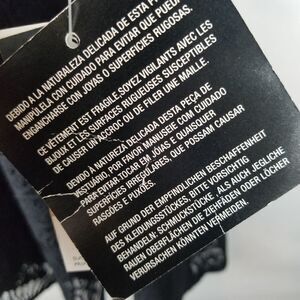 DEBIDO A LA NATURALEZA DELICADA DE ESTA
MANIPULELA CON CUIDADO PARA EVITAR QUE PUEDA
ENGANCHARSE CON JOYAS O SUPERFICIES RUGOSAS.
CE VÊTEMENT EST FRAGILE. SOYEZ VIGILANTS AVEC LES
BIJOUX ET LES SURFACES RUGUEUSES SUSCEPTIBLES
DE CAUSER UN ACCROC OU DE FILER UNE MAILLE.
DEVIDO A NATUREZA DELICADA DESTA PEÇA DE
VESTUÁRIO, POR FAVOR MANUSEIE COM CUIDADO
PARA EVITAR TOCAR EM JÓIAS E QUAISQUER
SUPERFÍCIES IRREGULARES, QUE POSSAM CAUSAR
RASGÕES E PUXÕES.
AUF GRUND DER EMPFINDLICHEN BESCHAFFENHEIT
DES KLEIDUNGSSTÜCKES, BITTE VORSICHTIG
BEHANDELN. SCHMUCKSTÜCKE, ALS AUCH JEGLICHE
RAUEN OBERFLÄCHEN DIE ZIEHFÄDEN ODER LÖCHER
VERURSACHEN KÖNNTEN VERMEIDEN.